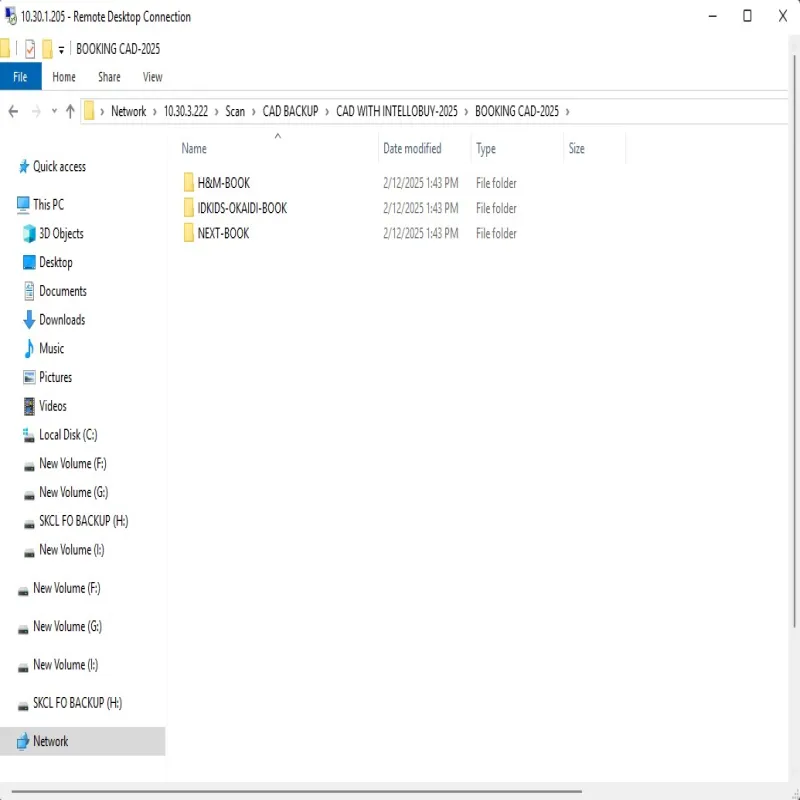 10.30.1.205 - Remote Desktop Connection
BOOKING CAD-2025
File Home Share View
Network › 10.30.3.222 › Scan › CAD BACKUP › CAD WITH INTELLOBUY-2025 › BOOKING CAD-2025 ›
Name Date modified Type Size
Quick access
This PC
3D Objects
Desktop
Documents
Downloads
Music
Pictures
Videos
Local Disk (C:)
New Volume (F:)
New Volume (G:)
SKCL FO BACKUP (H:)
New Volume (I:)
New Volume (F:)
New Volume (G:)
New Volume (I:)
SKCL FO BACKUP (H:)
Network
H&M-BOOK 2/12/2025 1:43 PM File folder
IDKIDS-OKAIDI-BOOK 2/12/2025 1:43 PM File folder
NEXT-BOOK 2/12/2025 1:43 PM File folder